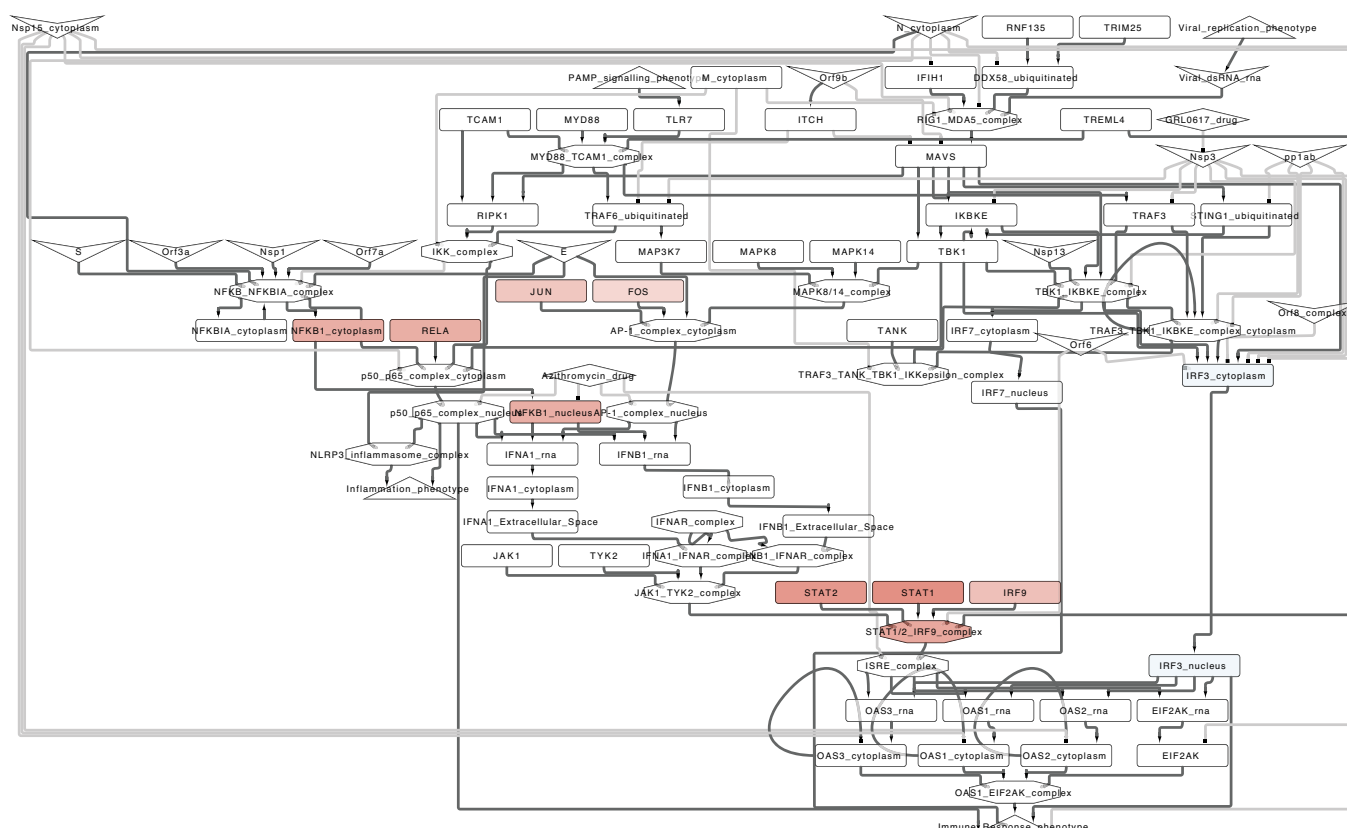 Nsp15_cytoplasm
N_cytoplasm
RNF135
TRIM25
Viral_replication_phenotype
PAMP_signalling_phenotype
M_cytoplasm
Orf9b
IFIH1
DDX58_ubiquitinated
Viral_dsRNA_rna
TCAM1
MYD88
TLR7
ITCH
RIG1_MDA5_complex
TREML4
GRL0617_drug
MYD88_TCAM1_complex
MAVS
Nsp3
pp1ab
RIPK1
TRAF6_ubiquitinated
IKBKE
TRAF3
STING1_ubiquitinated
S
Orf3a
Nsp1
Orf7a
IKK_complex
E
MAP3K7
MAPK8
MAPK14
TBK1
Nsp13
NFKB_NFKBIA_complex
JUN
FOS
MAPK8/14_complex
TBK1_IKBKE_complex
Orf8_complex
NFKBIA_cytoplasm
NFKB1_cytoplasm
RELA
AP-1_complex_cytoplasm
TANK
IRF7_cytoplasm
TRAF3_TBK1_IKBKE_complex_cytoplasm
Orf6
p50_p65_complex_cytoplasm
Azithromycin_drug
TRAF3_TANK_TBK1_IKKepsilon_complex
IRF3_cytoplasm
IRF7_nucleus
p50_p65_complex_nucleus
NFKB1_nucleus
AP-1_complex_nucleus
NLRP3_inflammasome_complex
IFNA1_rna
IFNB1_rna
Inflammation_phenotype
IFNA1_cytoplasm
IFNB1_cytoplasm
IFNA1_Extracellular_Space
IFNAR_complex
IFNB1_Extracellular_Space
JAK1
TYK2
IFNA1_IFNAR_complex
IFNB1_IFNAR_complex
JAK1_TYK2_complex
STAT2
STAT1
IRF9
STAT1/2_IRF9_complex
ISRE_complex
IRF3_nucleus
OAS3_rna
OAS1_rna
OAS2_rna
EIF2AK_rna
OAS3_cytoplasm
OAS1_cytoplasm
OAS2_cytoplasm
EIF2AK
OAS1_EIF2AK_complex
Immune_Response_phenotype